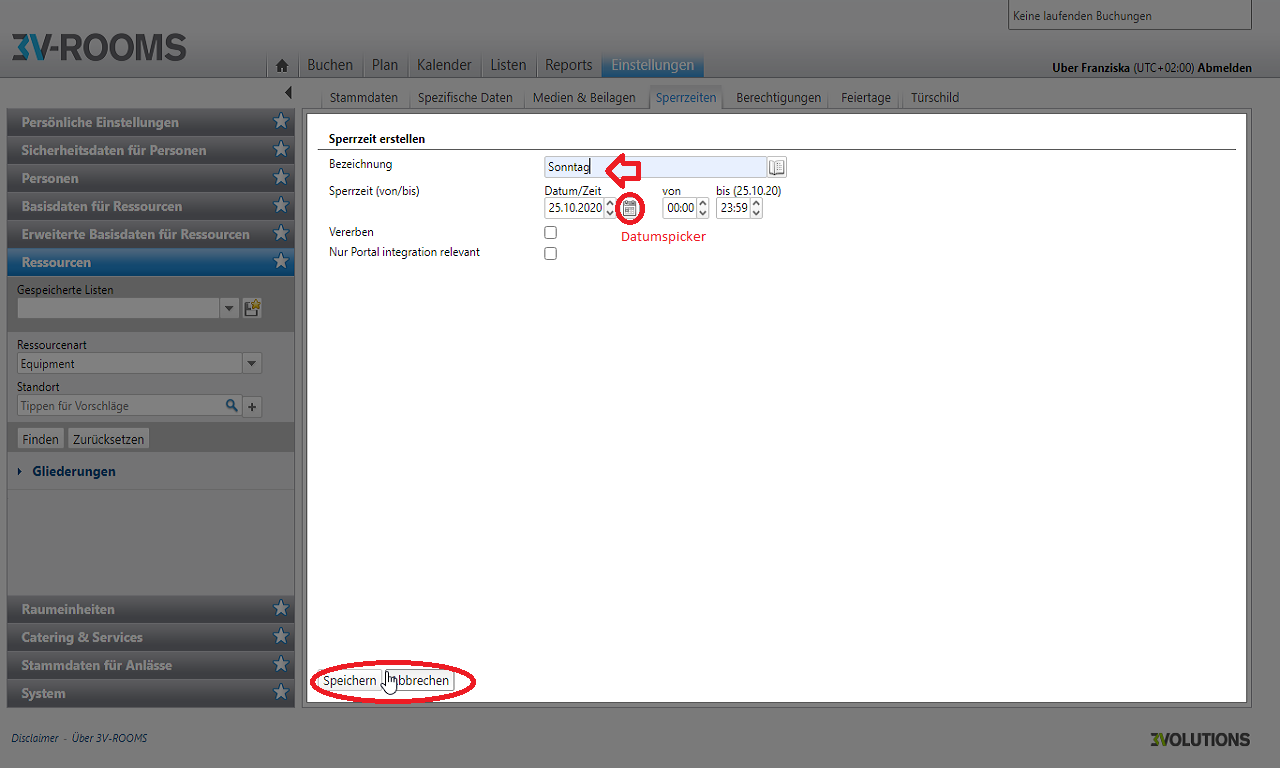 Keine laufenden Buchungen
3V-ROOMS
Buchen Plan Kalender Listen Reports Einstellungen
Uber Franziska (UTC+02:00) Abmelden
Stammdaten Spezifische Daten Medien & Beilagen Sperrzeiten Berechtigungen Feiertage Türschild
Persönliche Einstellungen
Sicherheitsdaten für Personen
Personen
Basisdaten für Ressourcen
Erweiterte Basisdaten für Ressourcen
Ressourcen
Gespeicherte Listen
Ressourcenart
Equipment
Standort
Tippen für Vorschläge
Finden Zurücksetzen
Gliederungen
Raumeinheiten
Catering & Services
Stammdaten für Anlässe
System
Sperrzeit erstellen
Bezeichnung Sonntag
Sperrzeit (von/bis) Datum/Zeit von bis (25.10.20)
25.10.2020 00:00 23:59
Vererben
Datumspicker
Nur Portal integration relevant
Speichern bbrechen
Disclaimer - Über 3V-ROOMS
3VOLUTIONS